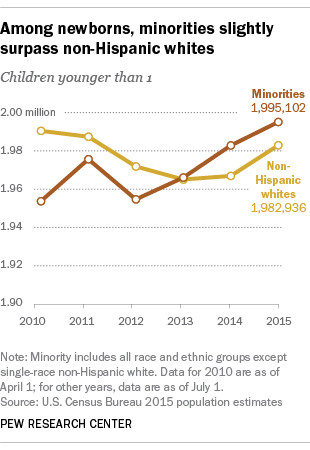 Among newborns, minorities slightly
surpass non-Hispanic whites
Children younger than 1
Minorities
1,995,102
2.00 million
1.98
Non-
Hispanic
whites
1,982,936
1.96
1.94
1.92
1.90
2010 2011 2012 2013 2014 2015
Note: Minority includes all race and ethnic groups except
single-race non-Hispanic white. Data for 2010 are as of
April 1; for other years, data are as of July 1.
Source: U.S. Census Bureau 2015 population estimates
PEW RESEARCH CENTER